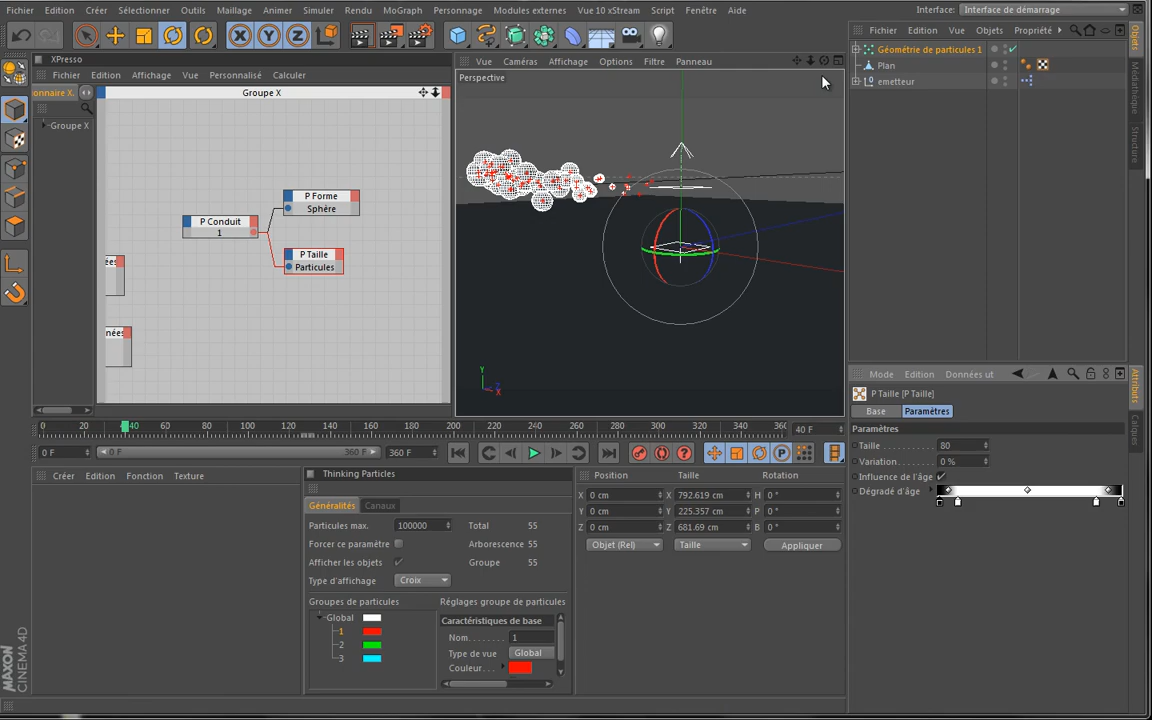 Fichier Edition Créer Sélectionner Outils Maillage Animer Simuler Rendu MoGraph Personnage Modules externes Vue 10 xStream Script Fenêtre Aide Interface: Interface de démarrage
XPresso
Fichier Edition Affichage Vue Personnalisé Calculer
onnaire X. Groupe X
Groupe X
P Conduit
1
P Forme
Sphère
P Taille
Particules
ées
nées
Vue Caméras Affichage Options Filtre Panneau
Perspective
Y
Z
X
Fichier Edition Vue Objets Propriété
Géométrie de particules 1
Plan
emetteur
Objets
Médiathèque
Structure
Mode Edition Données ut
P Taille [P Taille]
Base Paramètres
Paramètres
Taille 80
Variation 0 %
Influence de l'âge
Dégradé d'âge
Attributs
Calques
0 20 40 60 80 100 120 140 160 180 200 220 240 260 280 300 320 340 36 40 F
0 F 0 F 360 F 360 F
Créer Edition Fonction Texture
Thinking Particles
Généralités Canaux
Particules max. 100000 Total 55
Forcer ce paramètre Arborescence 55
Afficher les objets Groupe 55
Type d'affichage Croix
Groupes de particules Réglages groupe de particules
Global
1
2
3
Caractéristiques de base
Nom 1
Type de vue Global
Couleur
Position Taille Rotation
X 0 cm X 792.619 cm H 0 °
Y 0 cm Y 225.357 cm P 0 °
Z 0 cm Z 681.69 cm B 0 °
Objet (Rel) Taille Appliquer
MAXON
CINEMA 4D